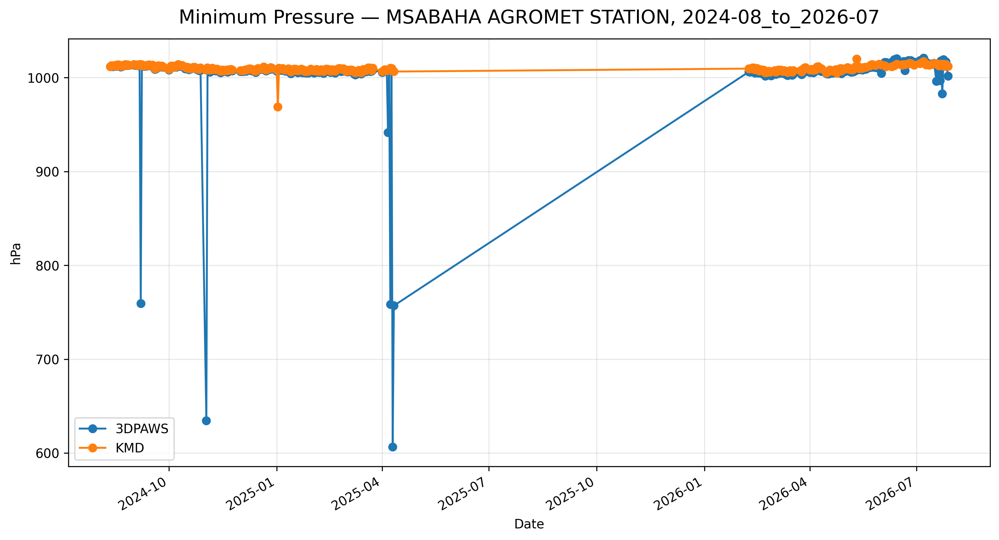 Minimum Pressure — MSABAHA AGROMET STATION, 2024-08_to_2026-07
hPa
1000
900
800
700
600
3DPAWS
KMD
2024-10
2025-01
2025-04
2025-07
2025-10
2026-01
2026-04
2026-07
Date